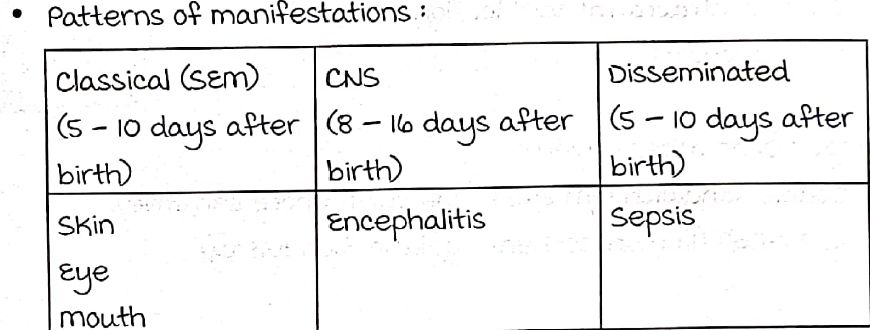 • Patterns of manifestations :
Classical (SEM)
(5 – 10 days after
birth)
CNS
(8 – 16 days after
birth)
Disseminated
(5 – 10 days after
birth)
Skin
Eye
mouth
Encephalitis
Sepsis